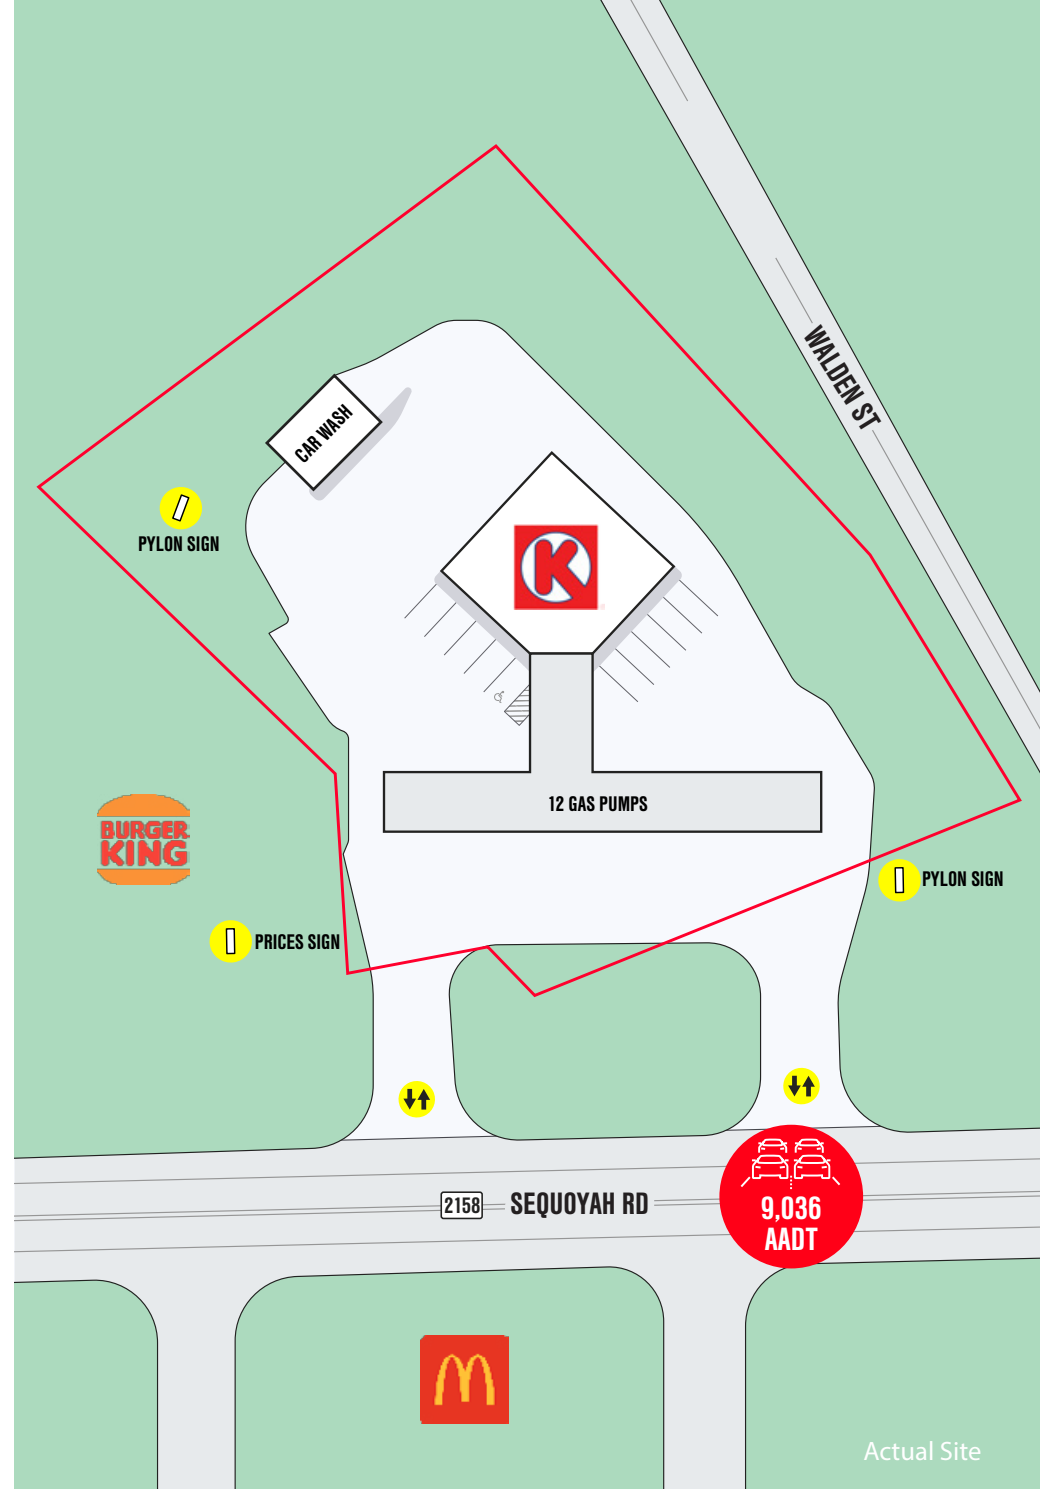 WALDEN ST
CAR WASH
PYLON SIGN
K
12 GAS PUMPS
BURGER
KING
PYLON SIGN
PRICES SIGN
2158
SEQUOYAH RD
9,036
AADT
Actual Site